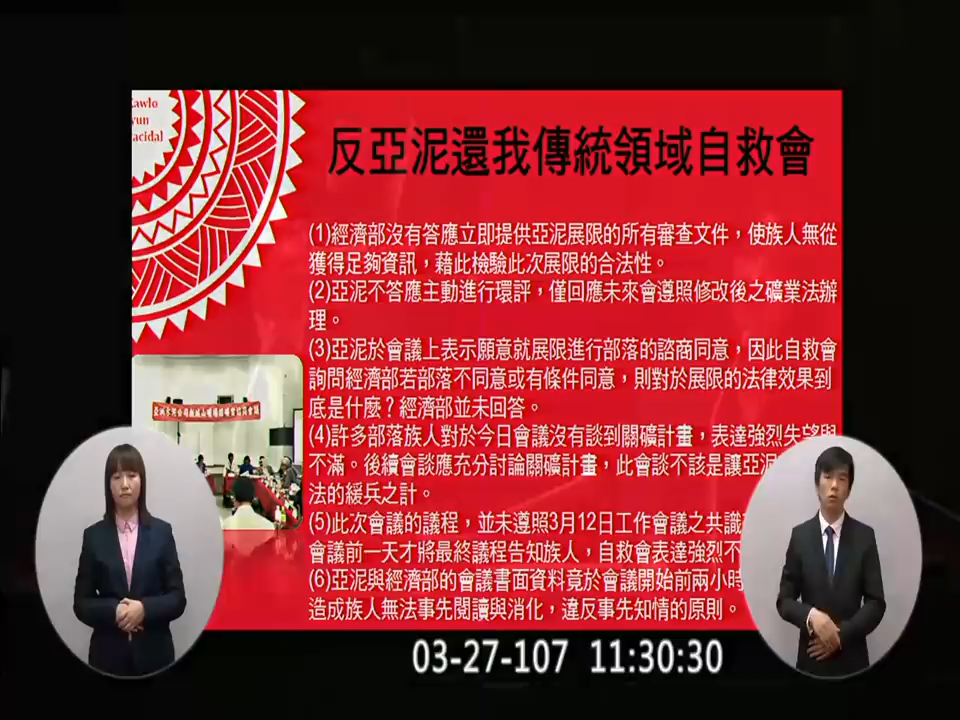 Kawlo
yun
acidal
反亞泥還我傳統領域自救會
(1)經濟部沒有答應立即提供亞泥展限的所有審查文件，使族人無從
獲得足夠資訊，藉此檢驗此次展限的合法性。
(2)亞泥不答應主動進行環評，僅回應未來會遵照修改後之礦業法辦
理。
(3)亞泥於會議上表示願意就展限進行部落的諮商同意，因此自救會
詢問經濟部若部落不同意或有條件同意，則對於展限的法律效果到
底是什麼？經濟部並未回答。
(4)許多部落族人對於今日會議沒有談到關礦計畫，表達強烈失望與
不滿。後續會談應充分討論關礦計畫，此會談不該是讓亞泥
法的緩兵之計。
(5)此次會議的議程，並未遵照3月12日工作會議之共識
會議前一天才將最終議程告知族人，自救會表達強烈不
(6)亞泥與經濟部的會議書面資料竟於會議開始前兩小時
造成族人無法事先閱讀與消化，違反事先知情的原則。
03-27-107 11:30:30